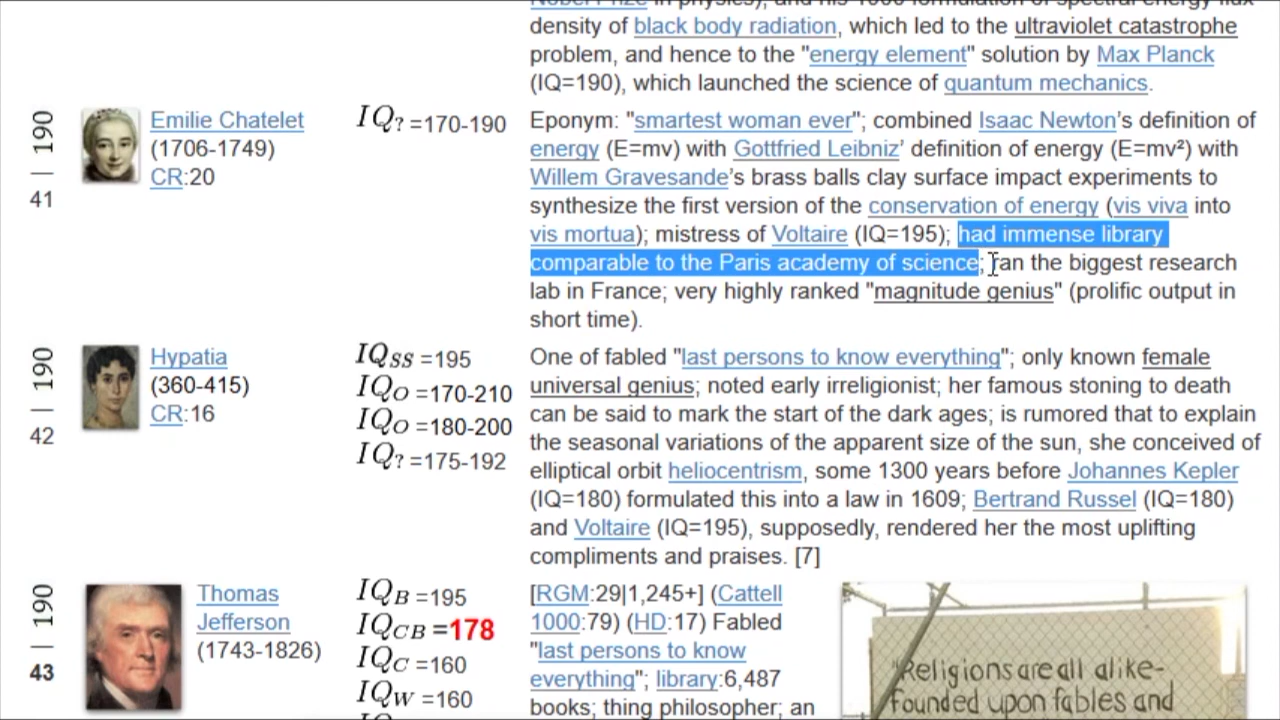 density of black body radiation, which led to the ultraviolet catastrophe
problem, and hence to the "energy element" solution by Max Planck
(IQ=190), which launched the science of quantum mechanics.
190
—
41
Emilie Chatelet
(1706-1749)
CR:20
IQ? =170-190
Eponym: "smartest woman ever"; combined Isaac Newton's definition of
energy (E=mv) with Gottfried Leibniz' definition of energy (E=mv²) with
Willem Gravesande's brass balls clay surface impact experiments to
synthesize the first version of the conservation of energy (vis viva into
vis mortua); mistress of Voltaire (IQ=195); had immense library
comparable to the Paris academy of science; ran the biggest research
lab in France; very highly ranked "magnitude genius" (prolific output in
short time).
190
—
42
Hypatia
(360-415)
CR:16
IQSS =195
IQO =170-210
IQO =180-200
IQ? =175-192
One of fabled "last persons to know everything"; only known female
universal genius; noted early irreligionist; her famous stoning to death
can be said to mark the start of the dark ages; is rumored that to explain
the seasonal variations of the apparent size of the sun, she conceived of
elliptical orbit heliocentrism, some 1300 years before Johannes Kepler
(IQ=180) formulated this into a law in 1609; Bertrand Russel (IQ=180)
and Voltaire (IQ=195), supposedly, rendered her the most uplifting
compliments and praises. [7]
190
—
43
Thomas
Jefferson
(1743-1826)
IQB =195
IQCB =178
IQC =160
IQW =160
[RGM:29|1,245+] (Cattell
1000:79) (HD:17) Fabled
"last persons to know
everything"; library:6,487
books; thing philosopher; an
"Religions are all alike-
founded upon fables and